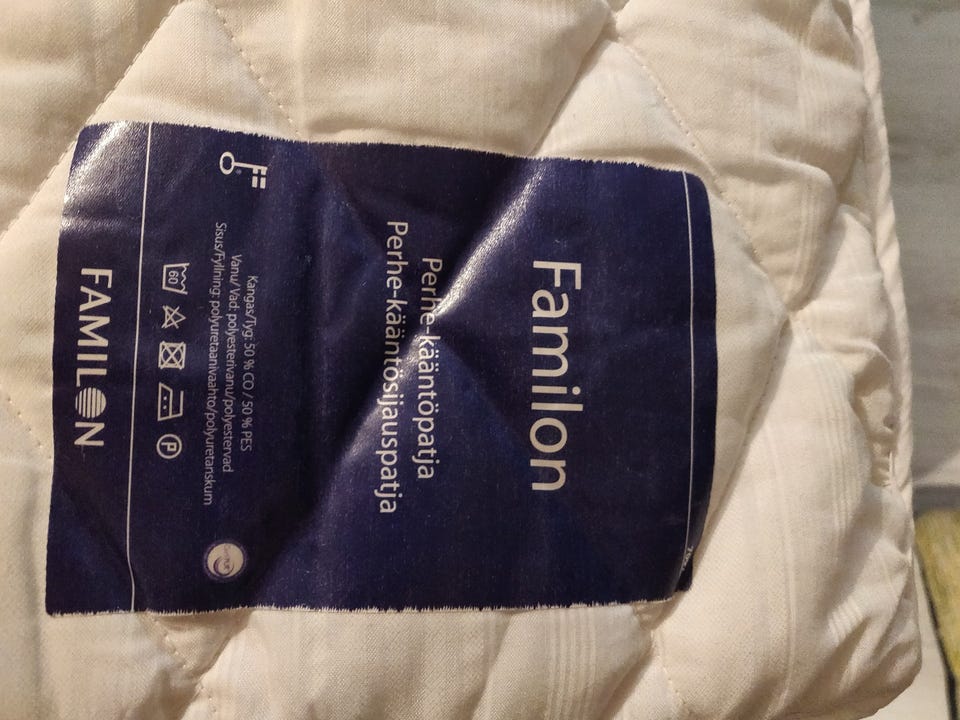 Familon
Perhe-kääntöpatja
Perhe-kääntösijauspatja
Kangas/Tyg: 50 % CO / 50 % PES
Vanu/ Vad: polyesterivanu/polyestervad
Sisus/Fyllning: polyuretaanivaahto/polyuretanskum
60
P
FAMILON